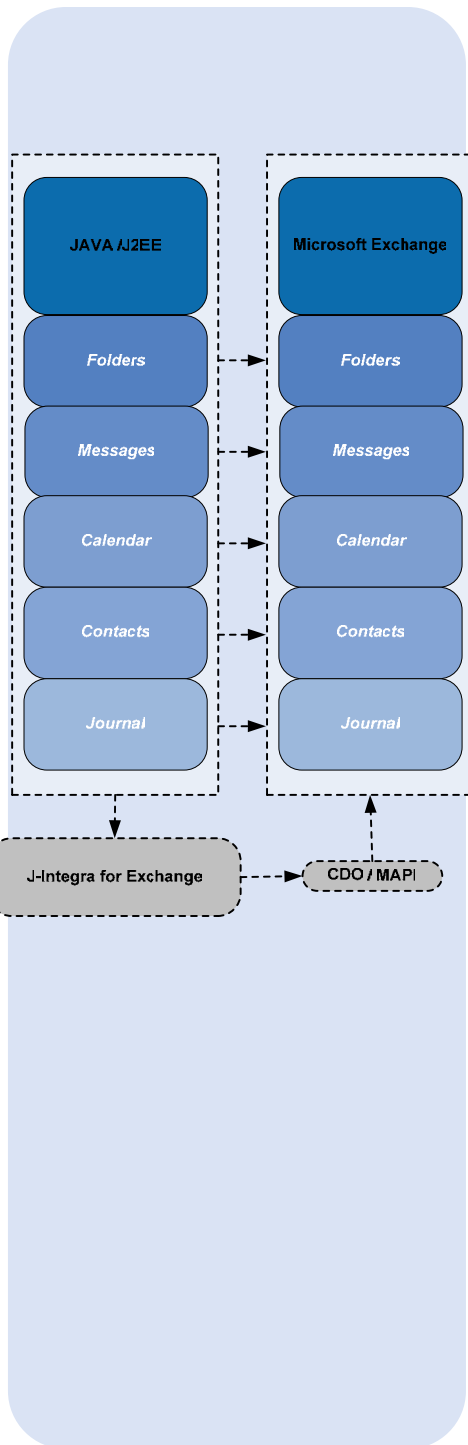 JAVA /J2EE
Folders
Messages
Calendar
Contacts
Journal
Microsoft Exchange
Folders
Messages
Calendar
Contacts
Journal
J-Integra for Exchange
CDO / MAPI